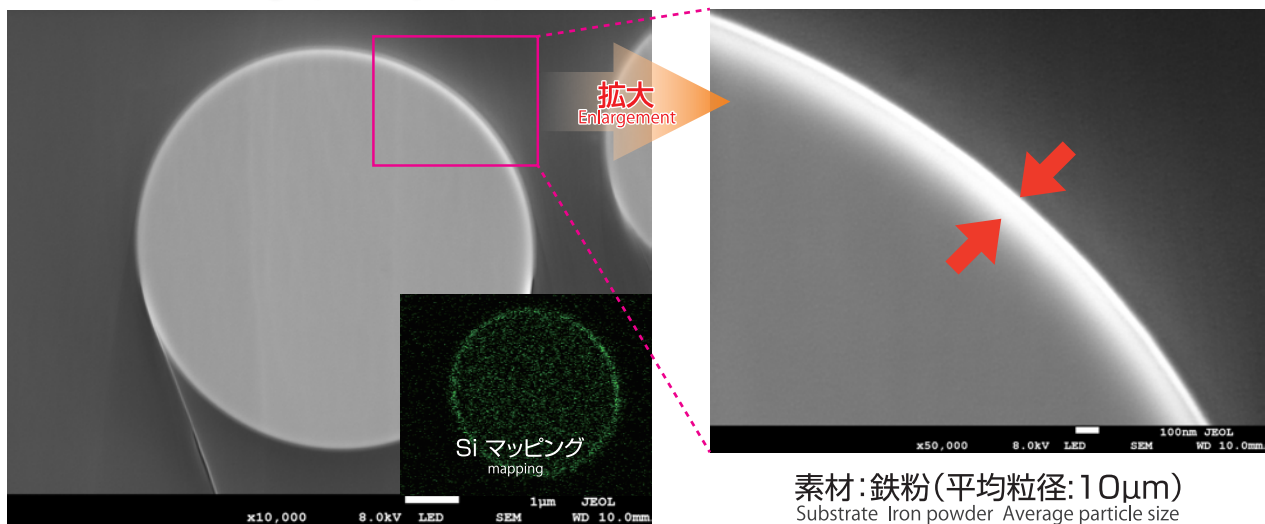 拡大
Enlargement
Si マッピング
mapping
1μm JEOL
x10,000 8.0kV LED SEM WD 10.0mm
100nm JEOL
x50,000 8.0kV LED SEM WD 10.0mm
素材:鉄粉(平均粒径:10μm)
Substrate Iron powder Average particle size